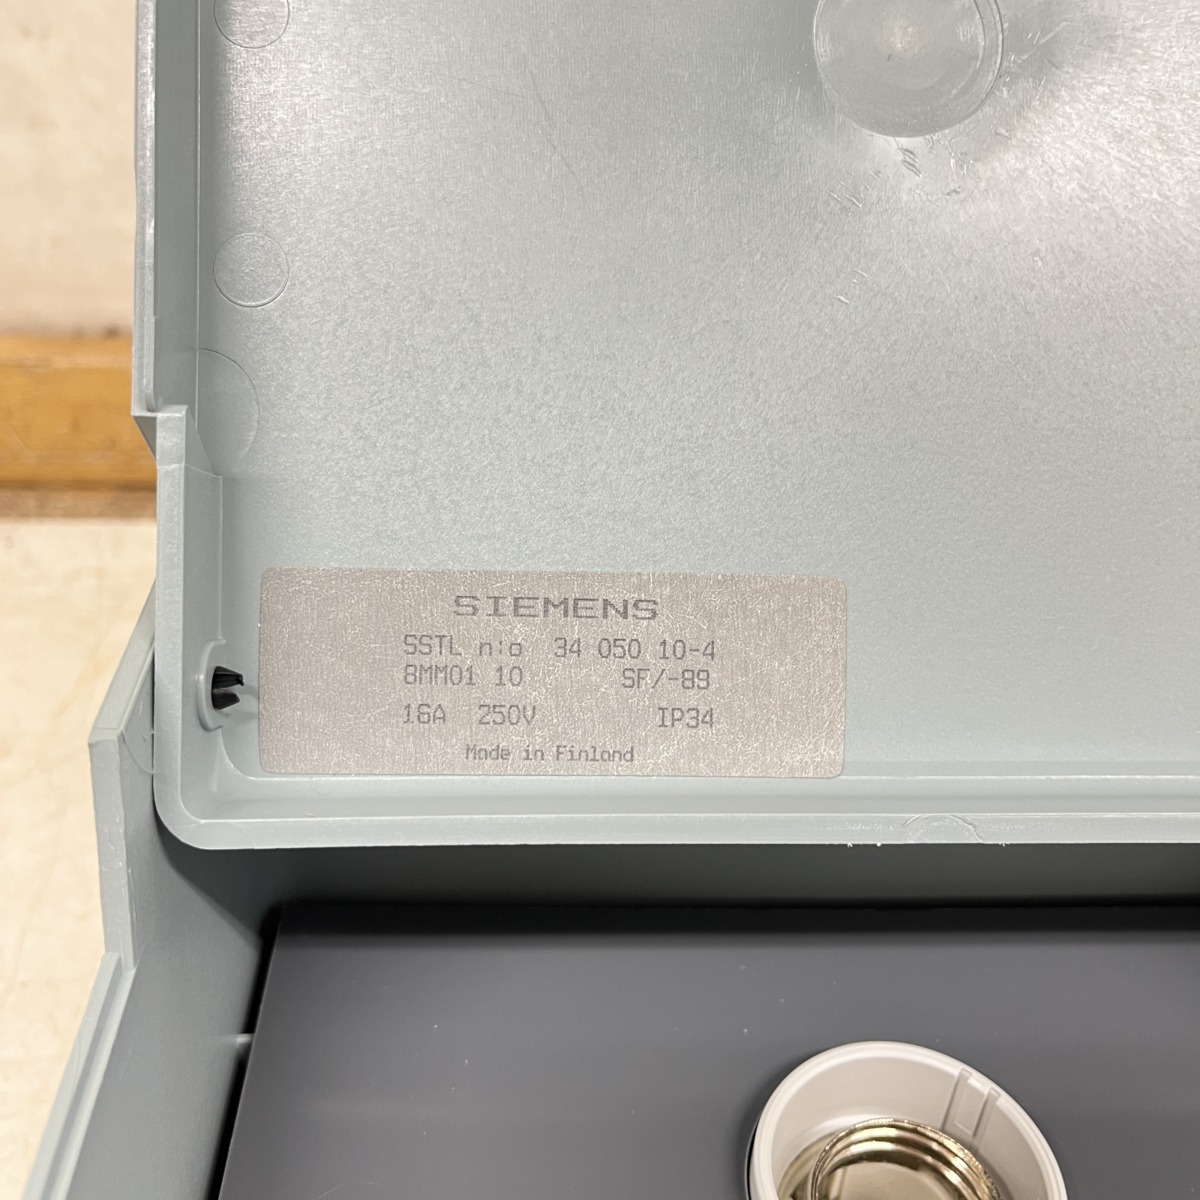 SIEMENS
SSTL n:o 34 050 10-4
8MM01 10 SF/-89
16A 250V IP34
Made in Finland